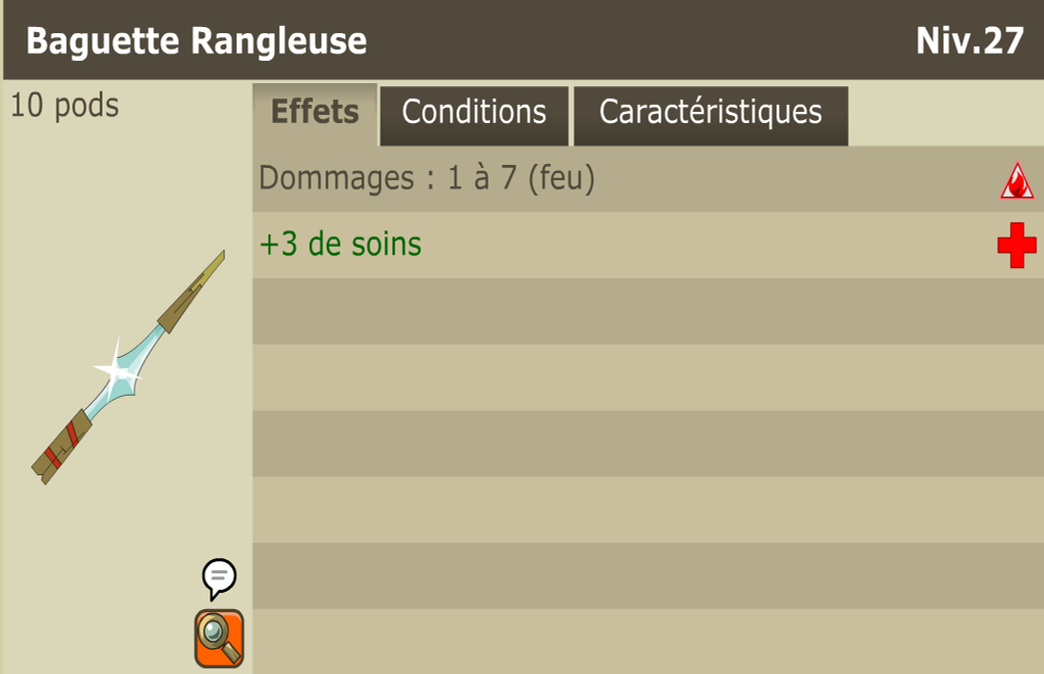 Baguette Rangleuse Niv.27
10 pods
Effets Conditions Caractéristiques
Dommages : 1 à 7 (feu)
+3 de soins